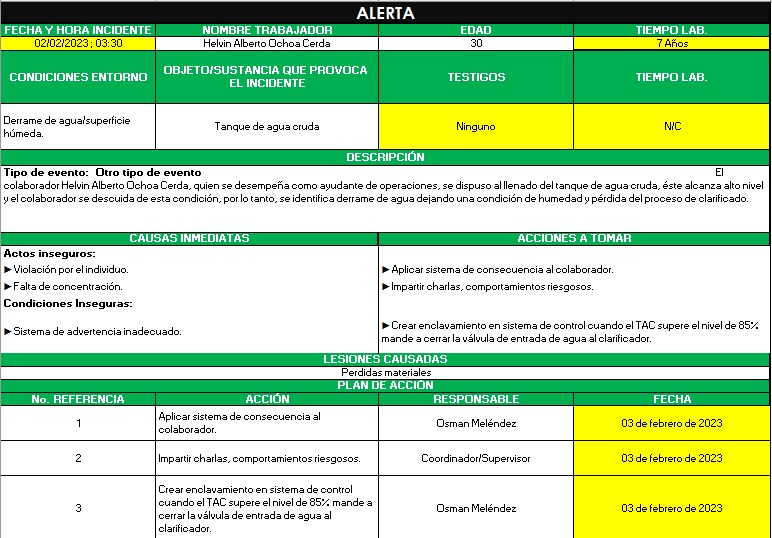 ALERTA
FECHA Y HORA INCIDENTE NOMBRE TRABAJADOR EDAD TIEMPO LAB.
02/02/2023 ; 03:30 Helvin Alberto Ochoa Cerda 30 7 Años
CONDICIONES ENTORNO OBJETO/SUSTANCIA QUE PROVOCA EL INCIDENTE TESTIGOS TIEMPO LAB.
Derrame de agua/superficie húmeda. Tanque de agua cruda Ninguno N/C
DESCRIPCIÓN
Tipo de evento: Otro tipo de evento El
colaborador Helvin Alberto Ochoa Cerda, quien se desempeña como ayudante de operaciones, se dispuso al llenado del tanque de agua cruda, éste alcanza alto nivel
y el colaborador se descuida de esta condición, por lo tanto, se identifica derrame de agua dejando una condición de humedad y pérdida del proceso de clarificado.
CAUSAS INMEDIATAS ACCIONES A TOMAR
Actos inseguros:
►Violación por el individuo. ►Aplicar sistema de consecuencia al colaborador.
►Falta de concentración. ►Impartir charlas, comportamientos riesgosos.
Condiciones Inseguras:
►Sistema de advertencia inadecuado. ►Crear enclavamiento en sistema de control cuando el TAC supere el nivel de 85% mande a cerrar la válvula de entrada de agua al clarificador.
LESIONES CAUSADAS
Perdidas materiales
PLAN DE ACCIÓN
No. REFERENCIA ACCIÓN RESPONSABLE FECHA
1 Aplicar sistema de consecuencia al colaborador. Osman Meléndez 03 de febrero de 2023
2 Impartir charlas, comportamientos riesgosos. Coordinador/Supervisor 03 de febrero de 2023
3 Crear enclavamiento en sistema de control cuando el TAC supere el nivel de 85% mande a cerrar la válvula de entrada de agua al clarificador. Osman Meléndez 03 de febrero de 2023